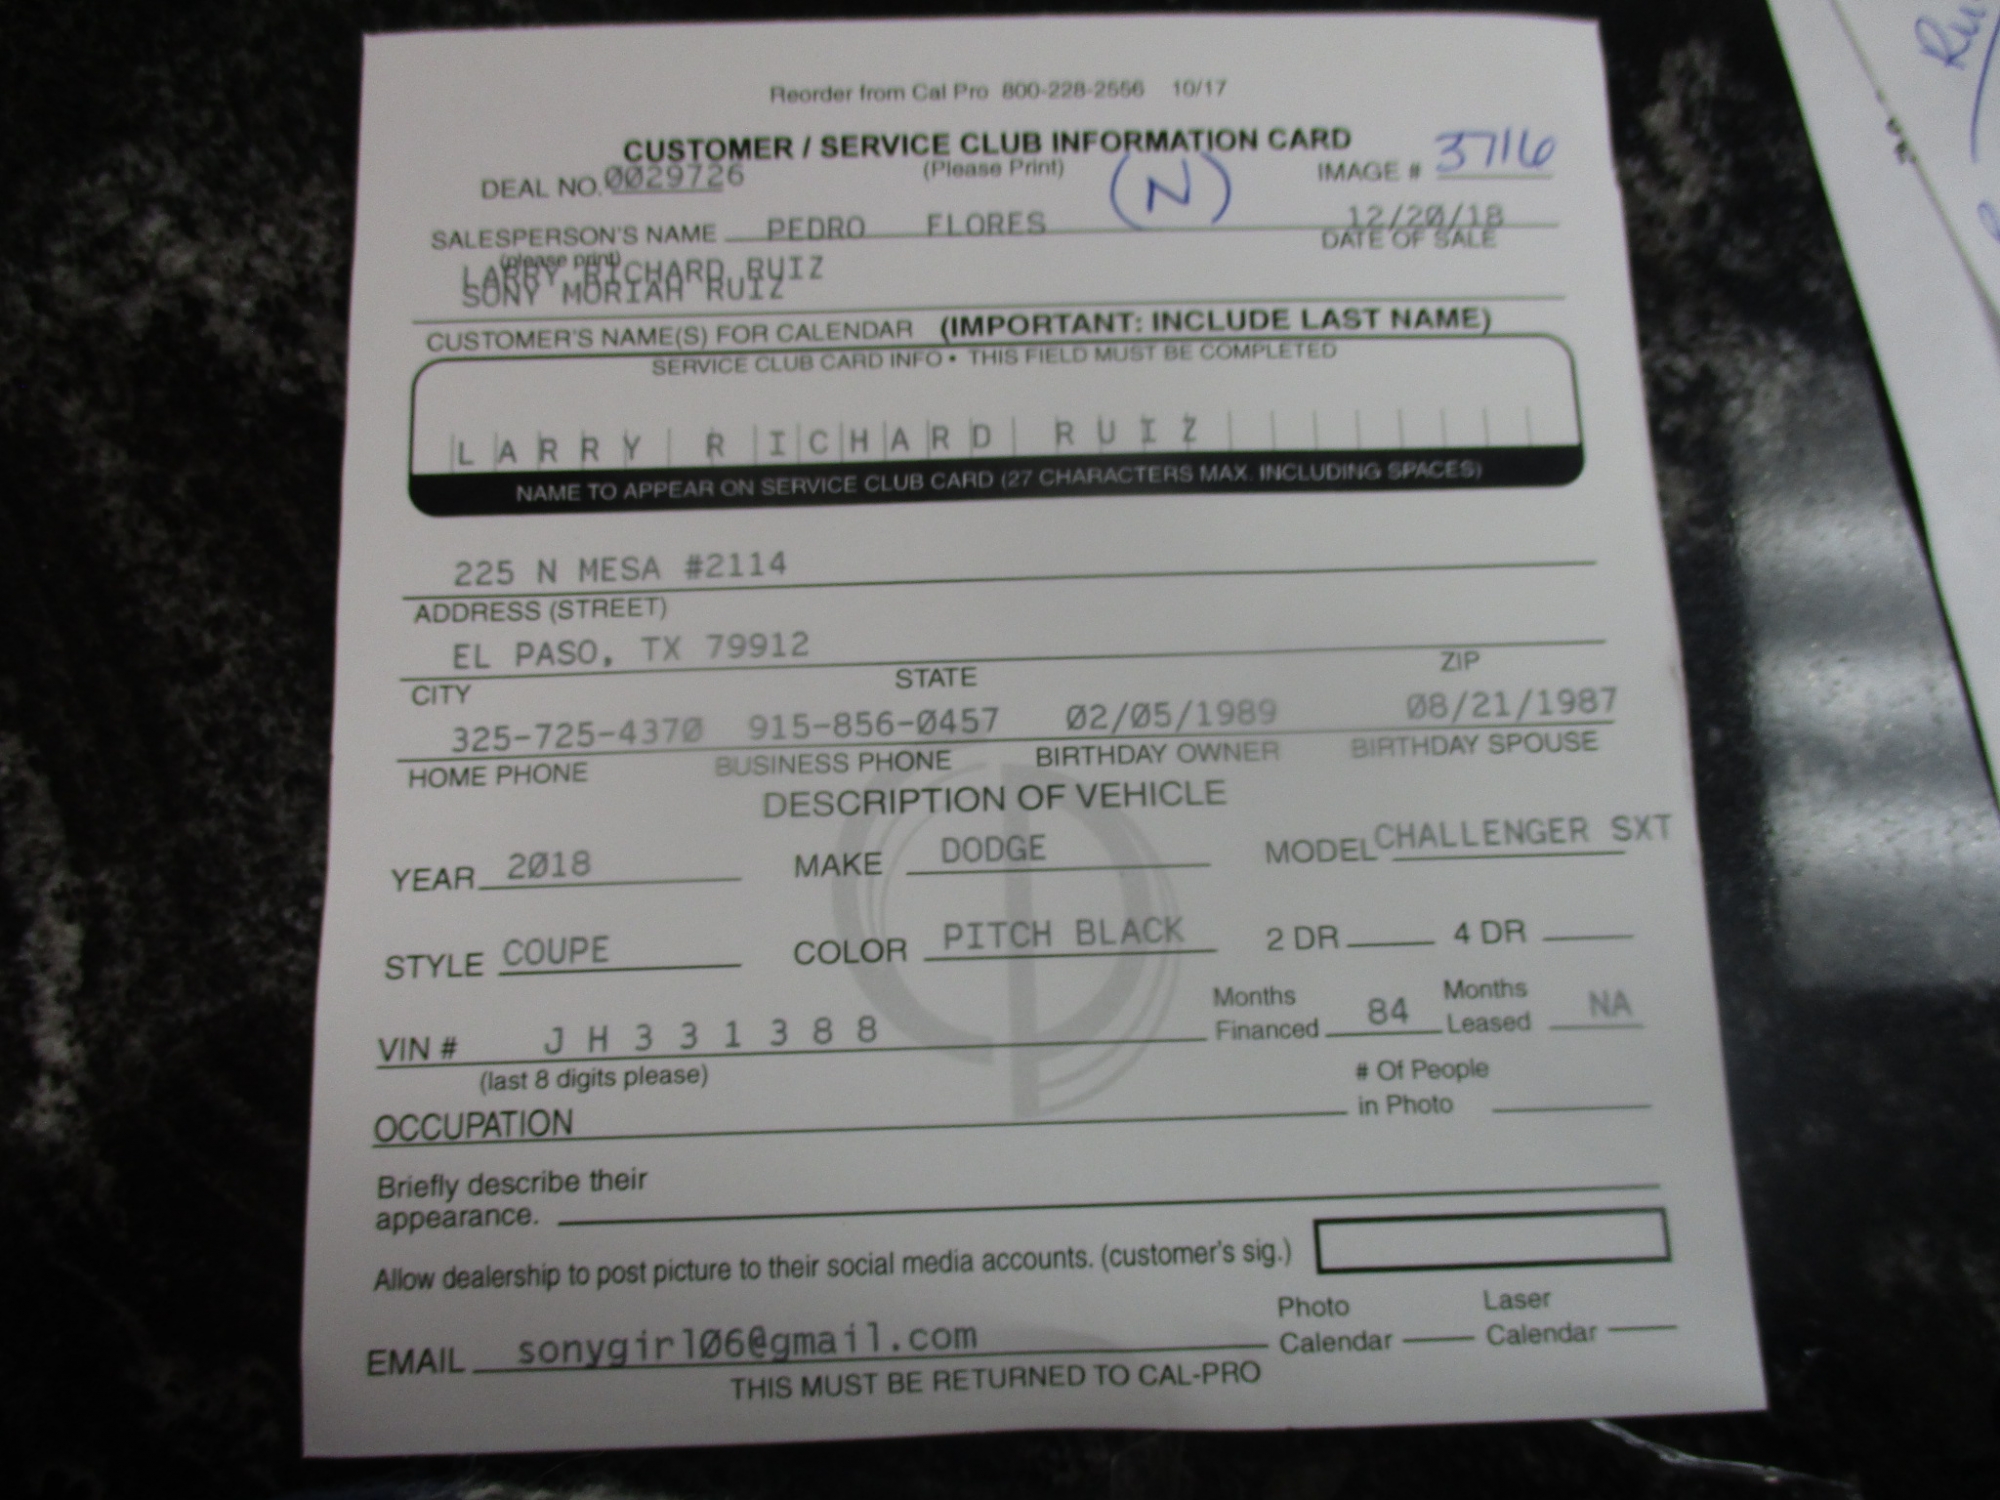 Reorder from Cal Pro 800-228-2556 10/17
CUSTOMER / SERVICE CLUB INFORMATION CARD
(Please Print)
DEAL NO. 0029726
(N)
IMAGE # 3716
SALESPERSON'S NAME PEDRO FLORES
12/20/18
(please print)
DATE OF SALE
LARRY RICHARD RUIZ
SONY MORIAH RUIZ
CUSTOMER'S NAME(S) FOR CALENDAR (IMPORTANT: INCLUDE LAST NAME)
SERVICE CLUB CARD INFO • THIS FIELD MUST BE COMPLETED
LARRY RICHARD RUIZ
NAME TO APPEAR ON SERVICE CLUB CARD (27 CHARACTERS MAX. INCLUDING SPACES)
225 N MESA #2114
ADDRESS (STREET)
EL PASO, TX 79912
CITY STATE ZIP
325-725-4370 915-856-0457 02/05/1989 08/21/1987
HOME PHONE BUSINESS PHONE BIRTHDAY OWNER BIRTHDAY SPOUSE
DESCRIPTION OF VEHICLE
YEAR 2018 MAKE DODGE MODEL CHALLENGER SXT
STYLE COUPE COLOR PITCH BLACK 2 DR 4 DR
VIN # J H 3 3 1 3 8 8 Months Financed 84 Months Leased NA
(last 8 digits please)
OCCUPATION
# Of People in Photo
Briefly describe their
appearance.
Allow dealership to post picture to their social media accounts. (customer's sig.)
EMAIL sonygirl06@gmail.com Photo Calendar Laser Calendar
THIS MUST BE RETURNED TO CAL-PRO